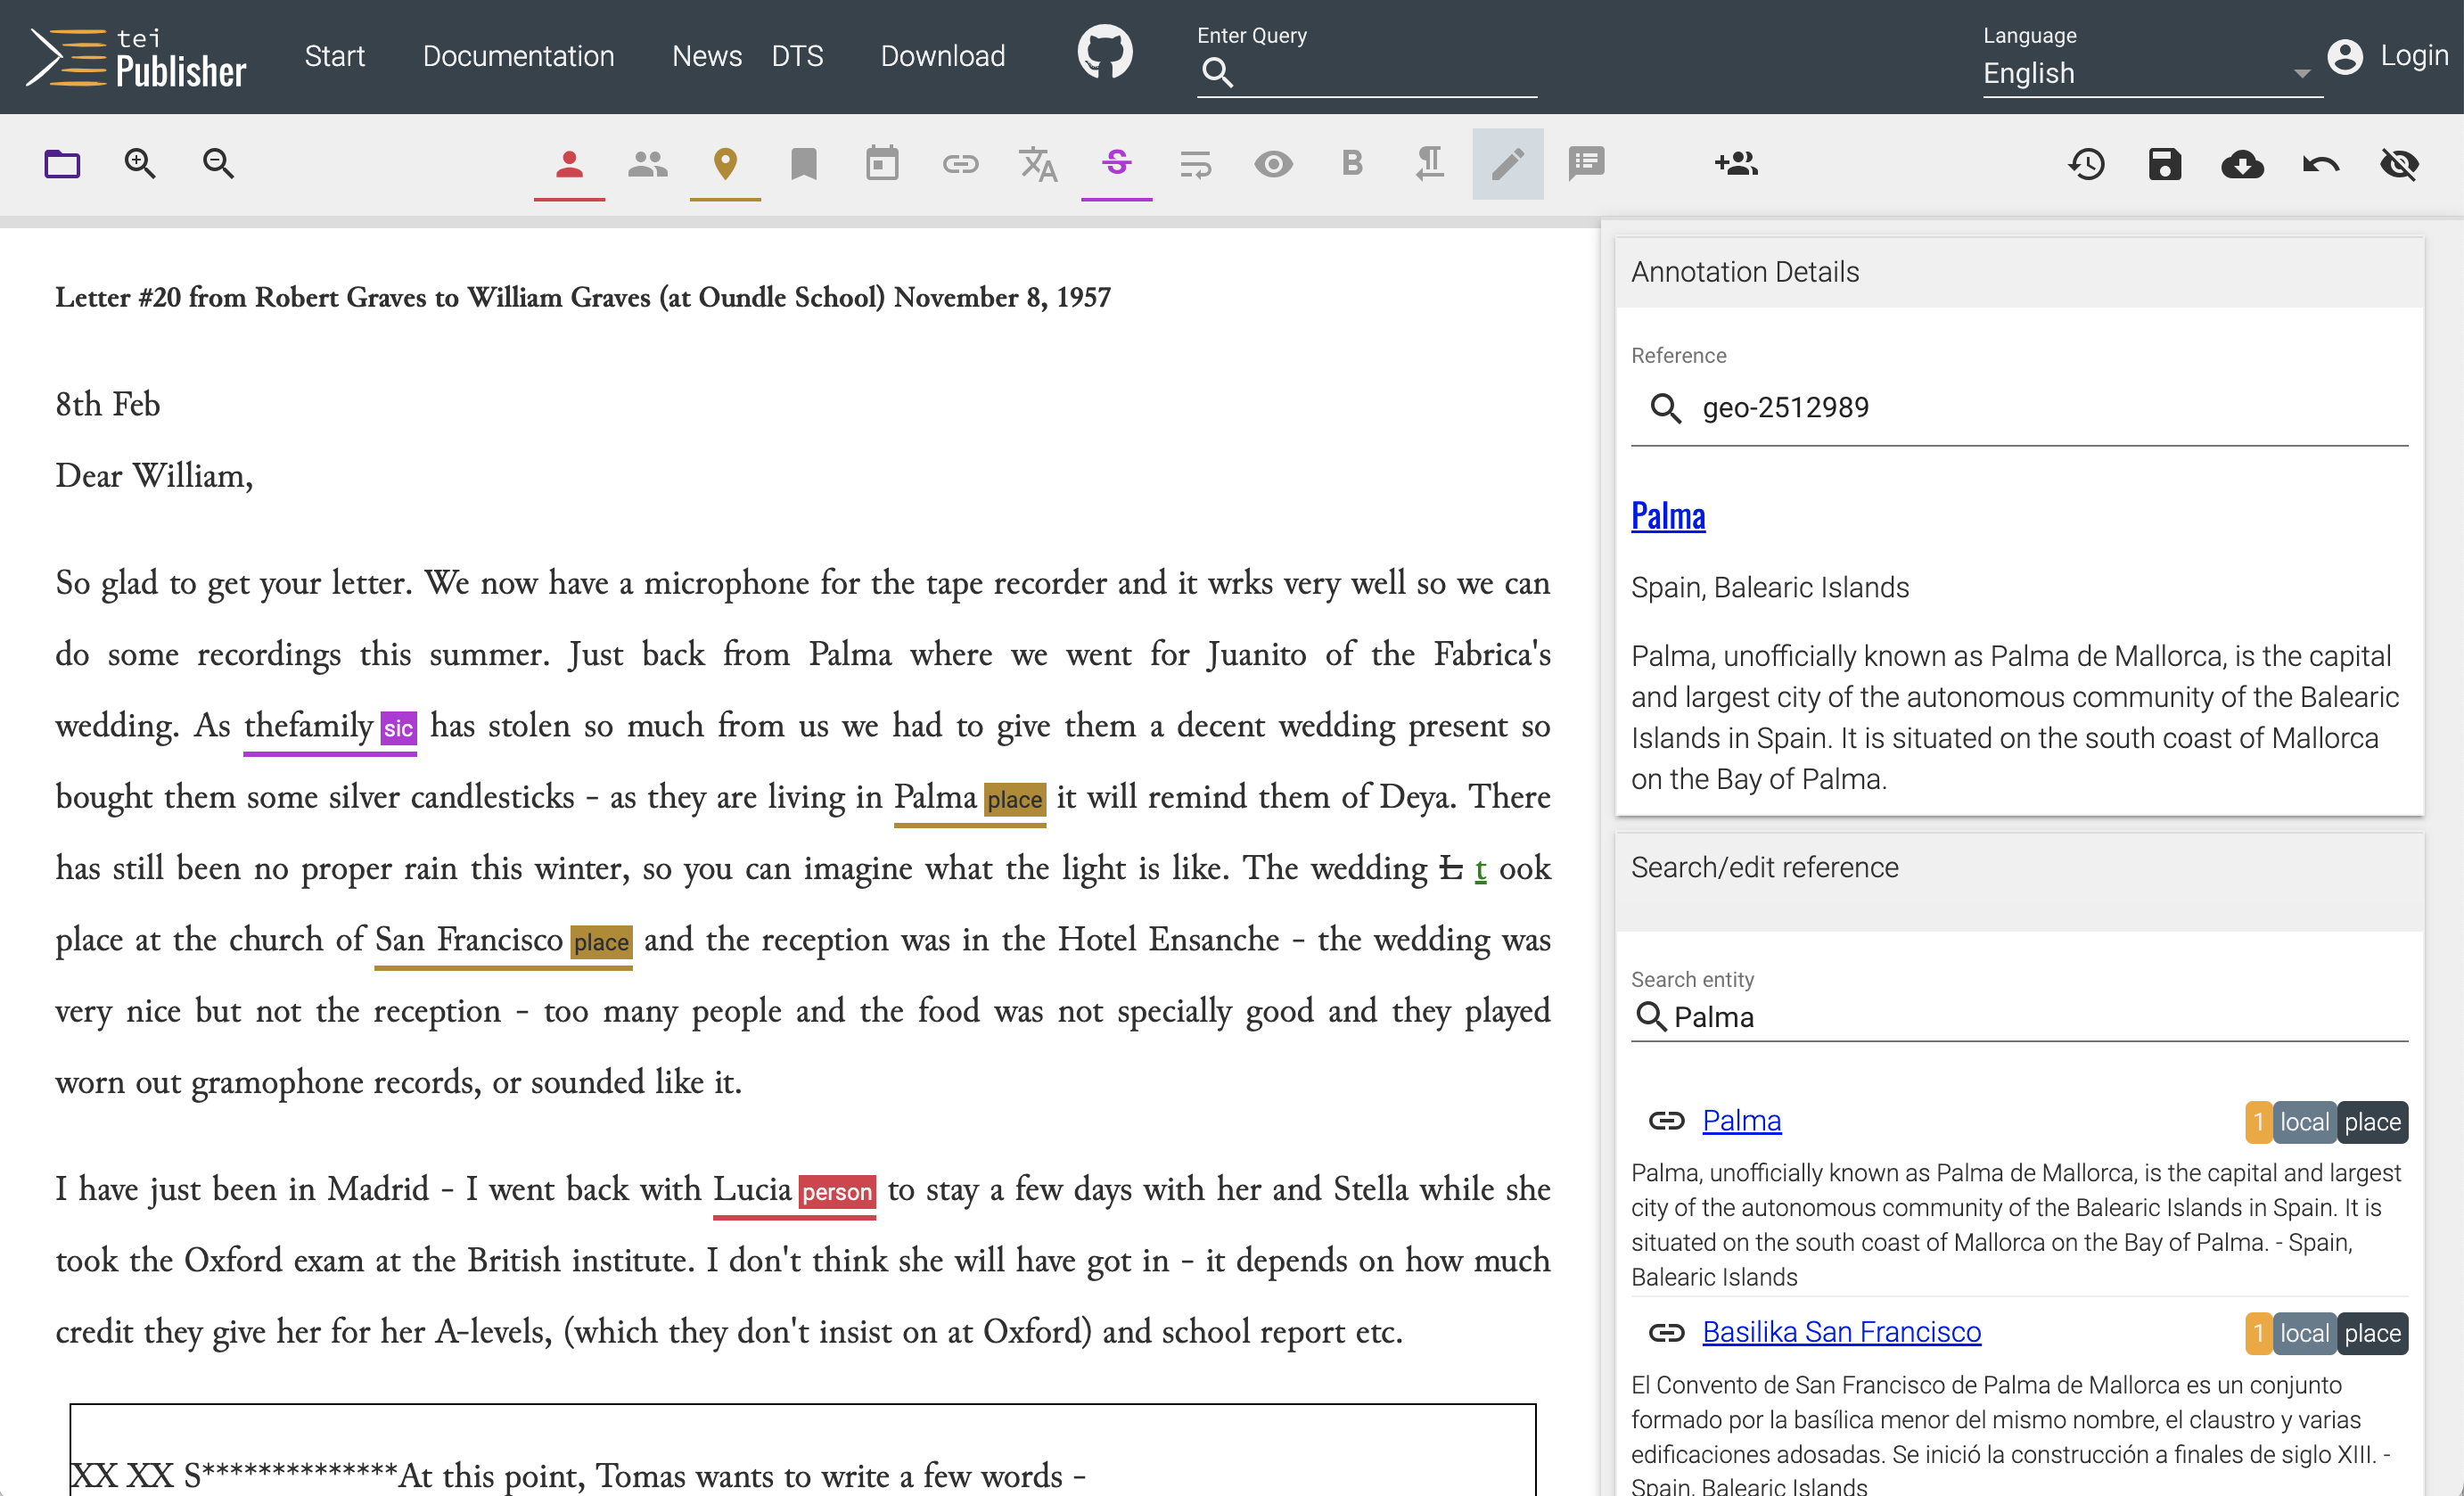 tei
Publisher
Start
Documentation
News
DTS
Download
Enter Query
Language
English
Login
B
Letter #20 from Robert Graves to William Graves (at Oundle School) November 8, 1957
8th Feb
Dear William,
So glad to get your letter. We now have a microphone for the tape recorder and it wrks very well so we can
do some recordings this summer. Just back from Palma where we went for Juanito of the Fabrica's
wedding. As thefamily sic has stolen so much from us we had to give them a decent wedding present so
bought them some silver candlesticks - as they are living in Palma place it will remind them of Deya. There
has still been no proper rain this winter, so you can imagine what the light is like. The wedding L t ook
place at the church of San Francisco place and the reception was in the Hotel Ensanche - the wedding was
very nice but not the reception - too many people and the food was not specially good and they played
worn out gramophone records, or sounded like it.
I have just been in Madrid - I went back with Lucia person to stay a few days with her and Stella while she
took the Oxford exam at the British institute. I don't think she will have got in - it depends on how much
credit they give her for her A-levels, (which they don't insist on at Oxford) and school report etc.
XX XX S**************At this point, Tomas wants to write a few words -
Annotation Details
Reference
geo-2512989
Palma
Spain, Balearic Islands
Palma, unofficially known as Palma de Mallorca, is the capital
and largest city of the autonomous community of the Balearic
Islands in Spain. It is situated on the south coast of Mallorca
on the Bay of Palma.
Search/edit reference
Search entity
Palma
Palma 1 local place
Palma, unofficially known as Palma de Mallorca, is the capital and largest
city of the autonomous community of the Balearic Islands in Spain. It is
situated on the south coast of Mallorca on the Bay of Palma. - Spain,
Balearic Islands
Basilika San Francisco 1 local place
El Convento de San Francisco de Palma de Mallorca es un conjunto
formado por la basílica menor del mismo nombre, el claustro y varias
edificaciones adosadas. Se inició la construcción a finales de siglo XIII. -
Spain, Balearic Islands